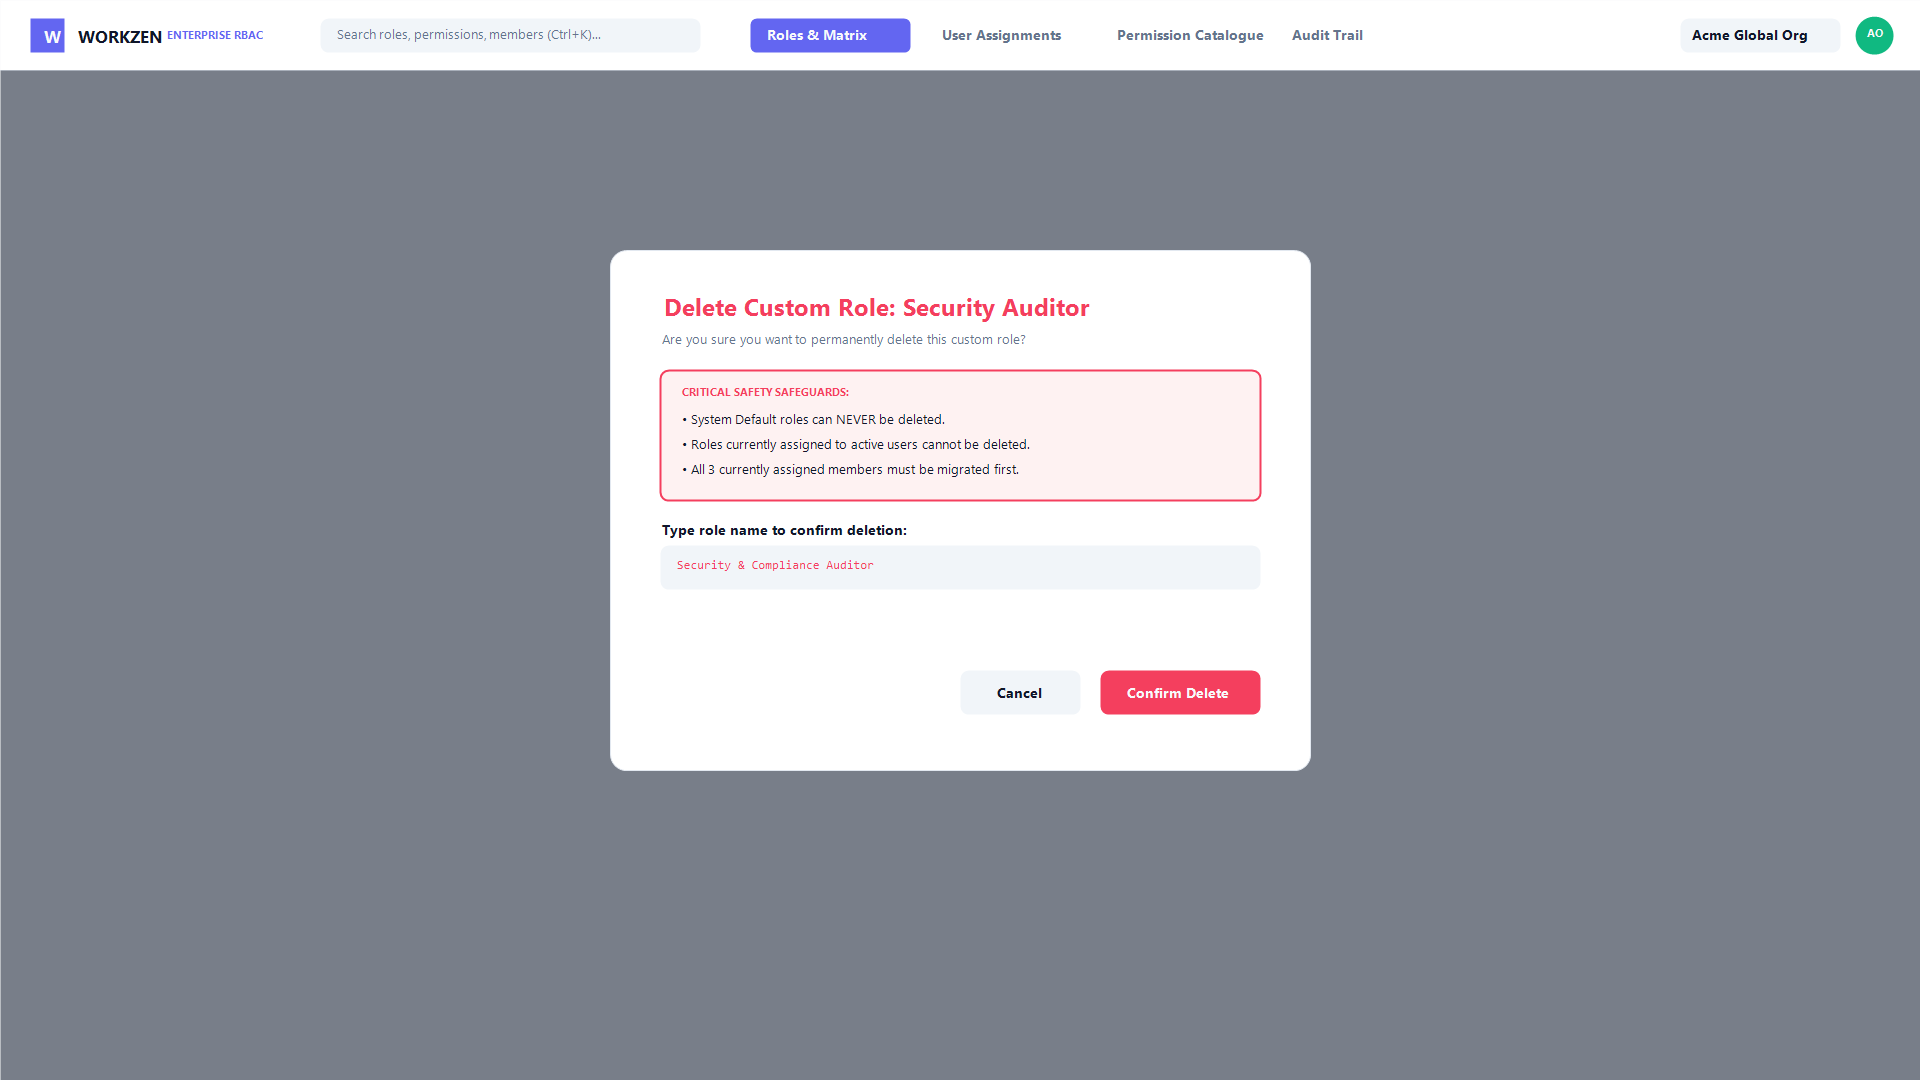 W WORKZEN ENTERPRISE RBAC Search roles, permissions, members (Ctrl+K)... Roles & Matrix User Assignments Permission Catalogue Audit Trail Acme Global Org AO
Delete Custom Role: Security Auditor
Are you sure you want to permanently delete this custom role?
CRITICAL SAFETY SAFEGUARDS:
• System Default roles can NEVER be deleted.
• Roles currently assigned to active users cannot be deleted.
• All 3 currently assigned members must be migrated first.
Type role name to confirm deletion:
Security & Compliance Auditor
Cancel Confirm Delete